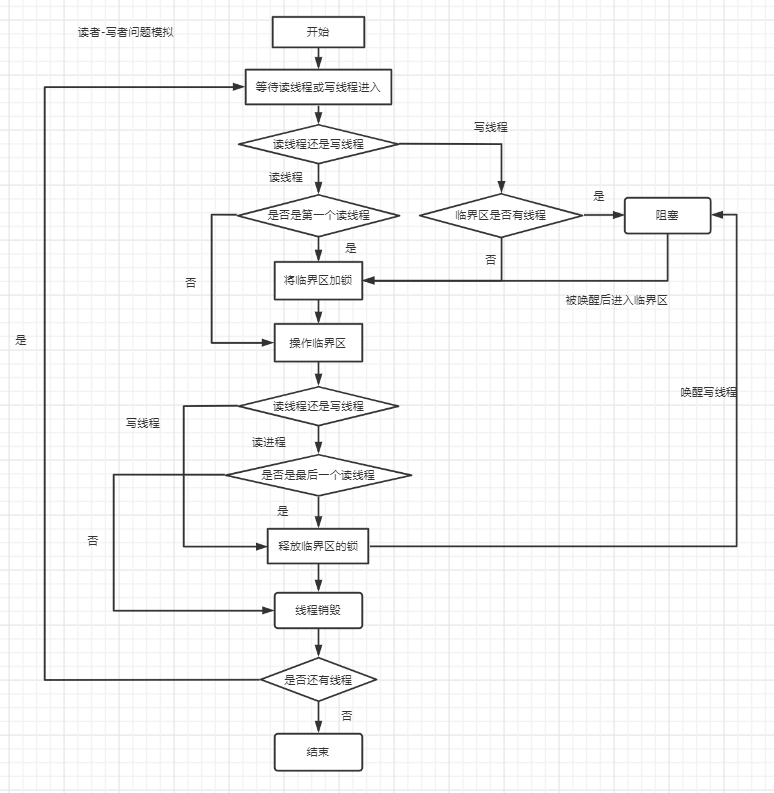 读者-写者问题模拟
开始
等待读线程或写线程进入
读线程还是写线程
写线程
读线程
是否是第一个读线程
临界区是否有线程
是
阻塞
是
否
否
将临界区加锁
被唤醒后进入临界区
操作临界区
是
唤醒写线程
读线程还是写线程
写线程
读进程
是否是最后一个读线程
是
否
释放临界区的锁
线程销毁
是否还有线程
否
结束